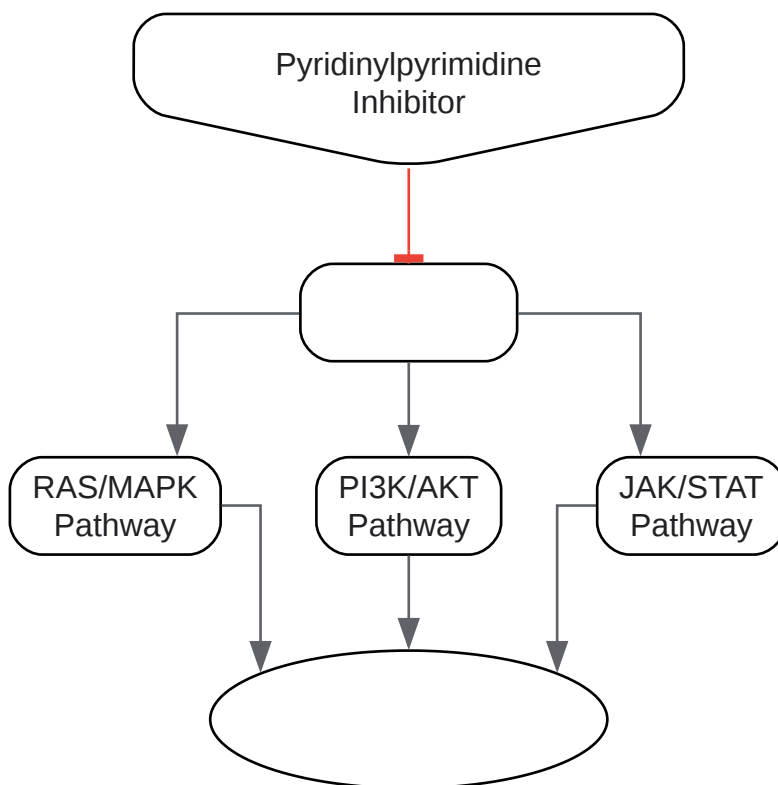 Pyridinylpyrimidine
Inhibitor
RAS/MAPK
Pathway
PI3K/AKT
Pathway
JAK/STAT
Pathway